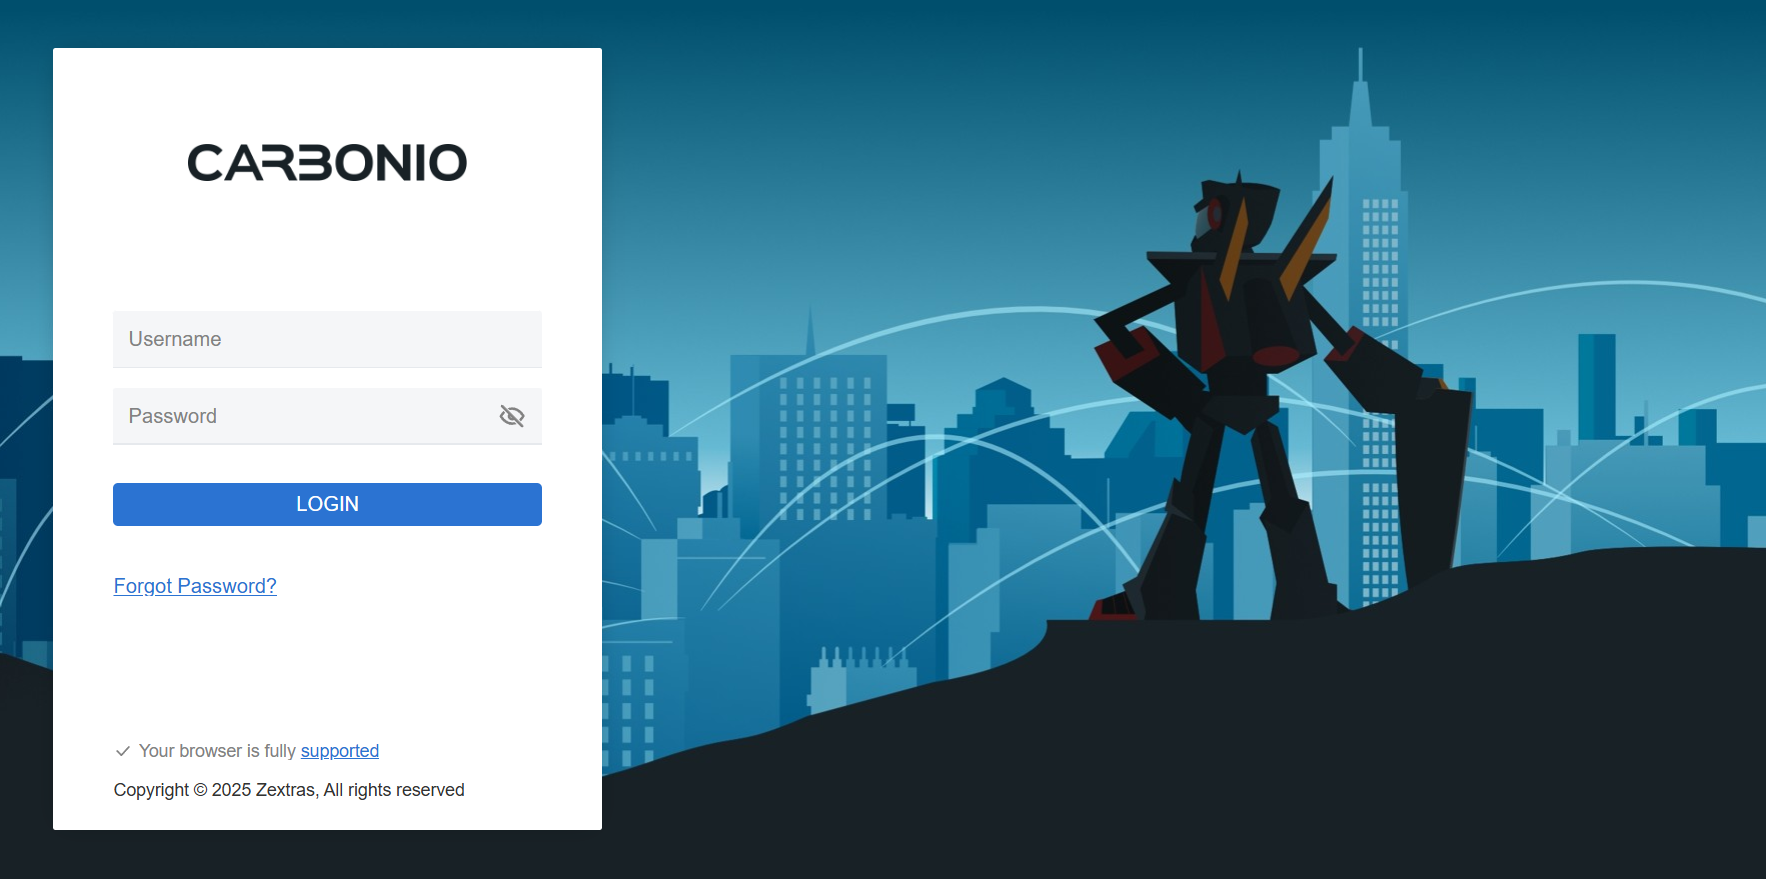 CARBONIO
Username
Password
LOGIN
Forgot Password?
Your browser is fully supported
Copyright © 2025 Zextras, All rights reserved